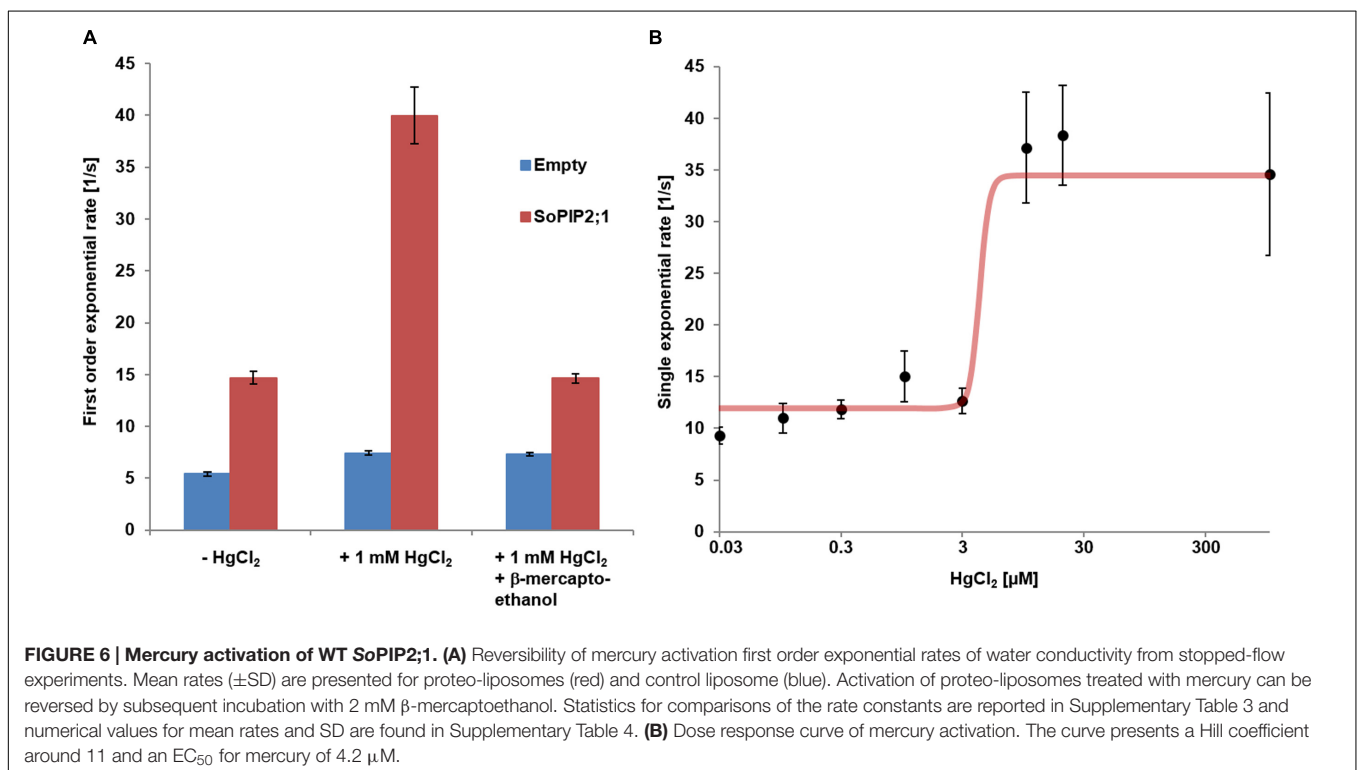 A
First order exponential rate [1/s]
45
40
35
30
25
20
15
10
5
0
Empty
SoPIP2;1
- HgCl₂
+ 1 mM HgCl₂
+ 1 mM HgCl₂
+ β-mercapto-
ethanol
B
Single exponential rate [1/s]
45
40
35
30
25
20
15
10
5
0
0.03
0.3
3
30
300
HgCl₂ [µM]
FIGURE 6 | Mercury activation of WT SoPIP2;1. (A) Reversibility of mercury activation first order exponential rates of water conductivity from stopped-flow
experiments. Mean rates (±SD) are presented for proteo-liposomes (red) and control liposome (blue). Activation of proteo-liposomes treated with mercury can be
reversed by subsequent incubation with 2 mM β-mercaptoethanol. Statistics for comparisons of the rate constants are reported in Supplementary Table 3 and
numerical values for mean rates and SD are found in Supplementary Table 4. (B) Dose response curve of mercury activation. The curve presents a Hill coefficient
around 11 and an EC₅₀ for mercury of 4.2 µM.